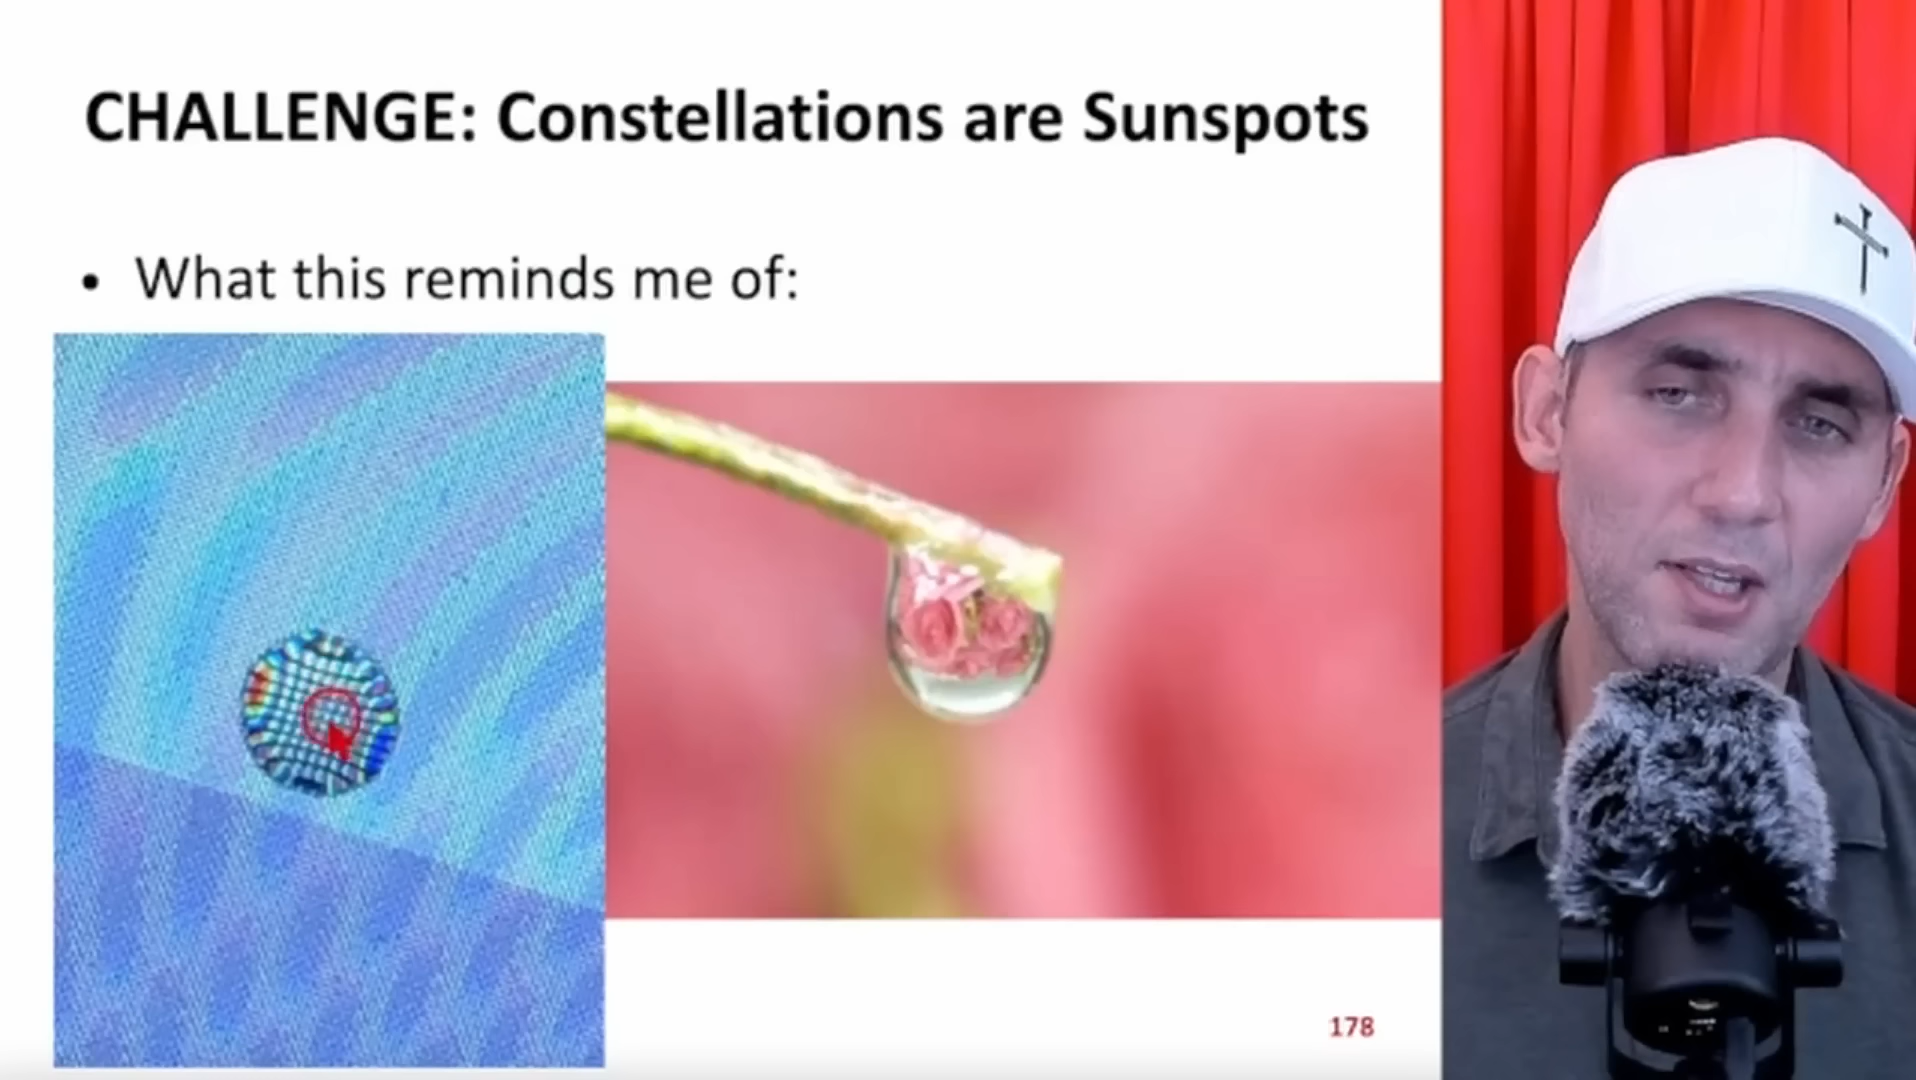 CHALLENGE: Constellations are Sunspots
• What this reminds me of:
178